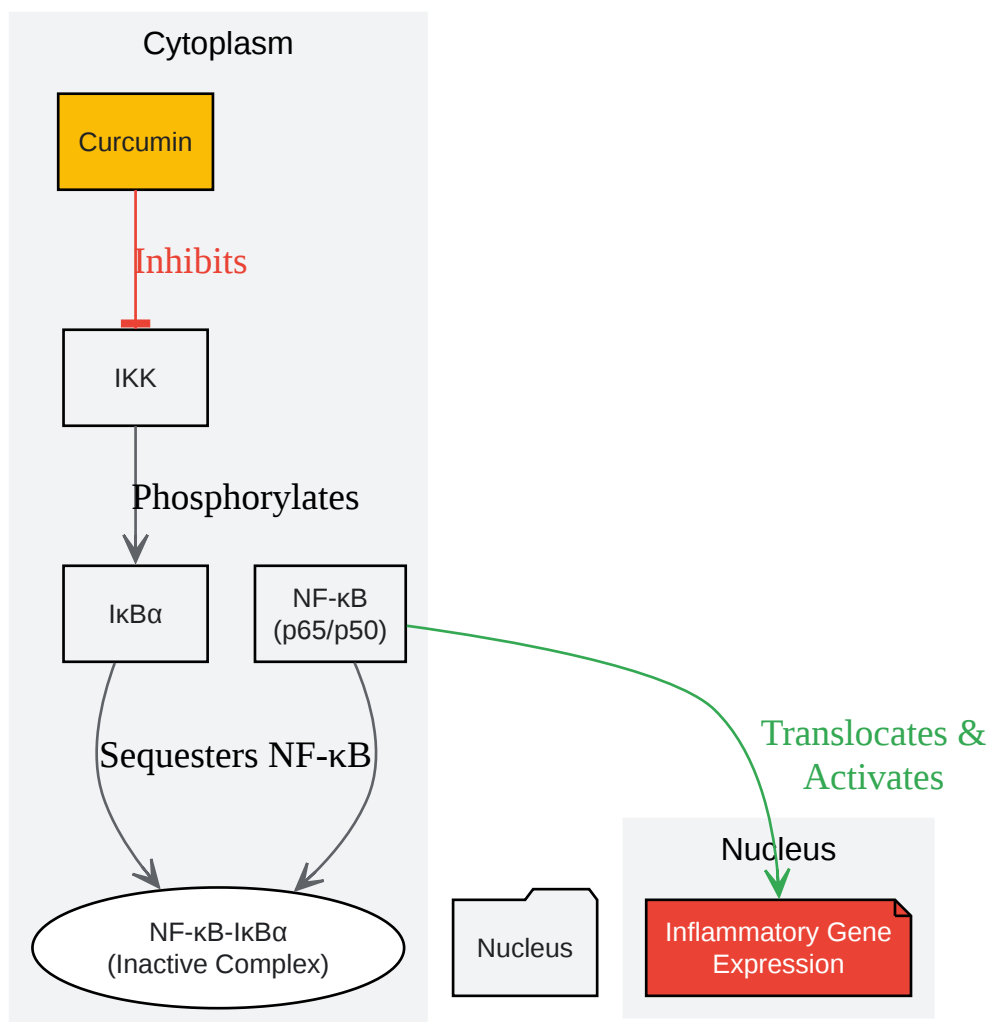 Cytoplasm
Curcumin
Inhibits
IKK
Phosphorylates
IκBα
NF-κB
(p65/p50)
Sequesters NF-κB
Translocates &
Activates
NF-κB-IκBα
(Inactive Complex)
Nucleus
Nucleus
Inflammatory Gene
Expression